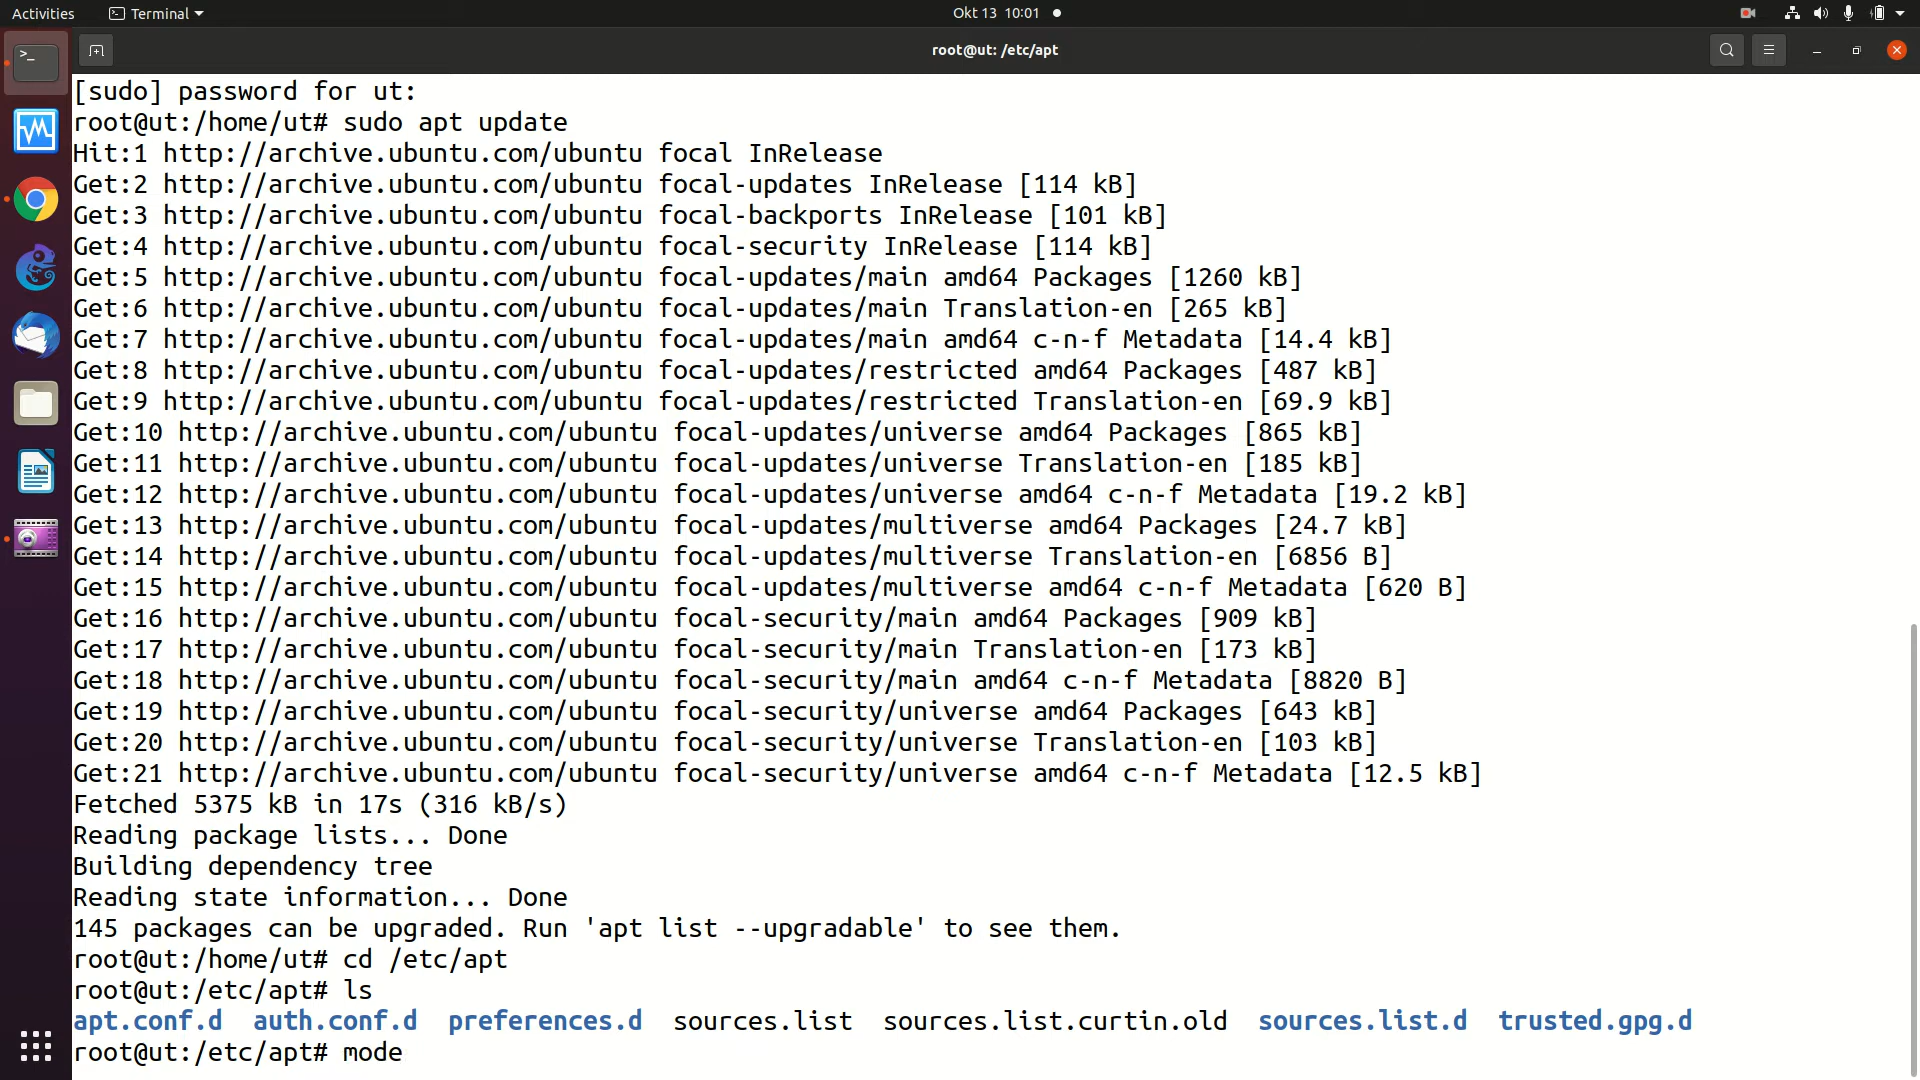 Activities Terminal Okt 13 10:01
root@ut: /etc/apt
[sudo] password for ut:
root@ut:/home/ut# sudo apt update
Hit:1 http://archive.ubuntu.com/ubuntu focal InRelease
Get:2 http://archive.ubuntu.com/ubuntu focal-updates InRelease [114 kB]
Get:3 http://archive.ubuntu.com/ubuntu focal-backports InRelease [101 kB]
Get:4 http://archive.ubuntu.com/ubuntu focal-security InRelease [114 kB]
Get:5 http://archive.ubuntu.com/ubuntu focal-updates/main amd64 Packages [1260 kB]
Get:6 http://archive.ubuntu.com/ubuntu focal-updates/main Translation-en [265 kB]
Get:7 http://archive.ubuntu.com/ubuntu focal-updates/main amd64 c-n-f Metadata [14.4 kB]
Get:8 http://archive.ubuntu.com/ubuntu focal-updates/restricted amd64 Packages [487 kB]
Get:9 http://archive.ubuntu.com/ubuntu focal-updates/restricted Translation-en [69.9 kB]
Get:10 http://archive.ubuntu.com/ubuntu focal-updates/universe amd64 Packages [865 kB]
Get:11 http://archive.ubuntu.com/ubuntu focal-updates/universe Translation-en [185 kB]
Get:12 http://archive.ubuntu.com/ubuntu focal-updates/universe amd64 c-n-f Metadata [19.2 kB]
Get:13 http://archive.ubuntu.com/ubuntu focal-updates/multiverse amd64 Packages [24.7 kB]
Get:14 http://archive.ubuntu.com/ubuntu focal-updates/multiverse Translation-en [6856 B]
Get:15 http://archive.ubuntu.com/ubuntu focal-updates/multiverse amd64 c-n-f Metadata [620 B]
Get:16 http://archive.ubuntu.com/ubuntu focal-security/main amd64 Packages [909 kB]
Get:17 http://archive.ubuntu.com/ubuntu focal-security/main Translation-en [173 kB]
Get:18 http://archive.ubuntu.com/ubuntu focal-security/main amd64 c-n-f Metadata [8820 B]
Get:19 http://archive.ubuntu.com/ubuntu focal-security/universe amd64 Packages [643 kB]
Get:20 http://archive.ubuntu.com/ubuntu focal-security/universe Translation-en [103 kB]
Get:21 http://archive.ubuntu.com/ubuntu focal-security/universe amd64 c-n-f Metadata [12.5 kB]
Fetched 5375 kB in 17s (316 kB/s)
Reading package lists... Done
Building dependency tree
Reading state information... Done
145 packages can be upgraded. Run 'apt list --upgradable' to see them.
root@ut:/home/ut# cd /etc/apt
root@ut:/etc/apt# ls
apt.conf.d auth.conf.d preferences.d sources.list sources.list.curtin.old sources.list.d trusted.gpg.d
root@ut:/etc/apt# mode